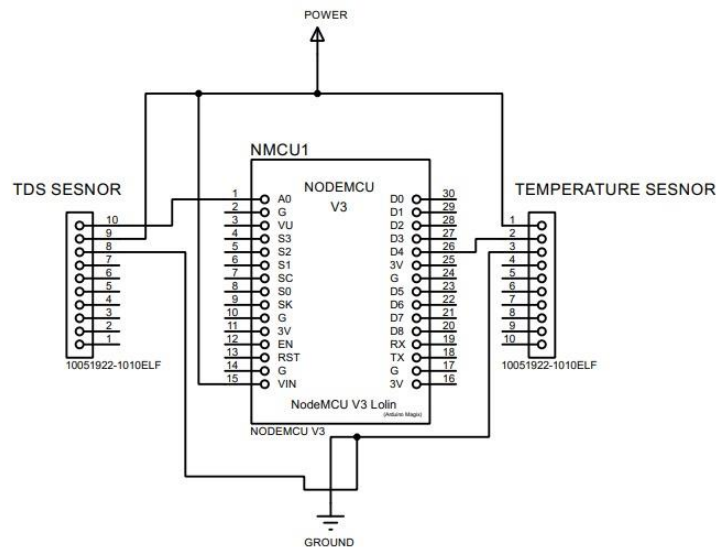 POWER
NMCU1
TDS SESNOR
NODEMCU
V3
TEMPERATURE SESNOR
10
9
8
7
6
5
4
3
2
1
1 A0
2 G
3 VU
4 S3
5 S2
6 S1
7 SC
8 S0
9 SK
10 G
11 3V
12 EN
13 RST
14 G
15 VIN
D0 30
D1 29
D2 28
D3 27
D4 26
3V 25
G 24
D5 23
D6 22
D7 21
D8 20
RX 19
TX 18
G 17
3V 16
1
2
3
4
5
6
7
8
9
10
10051922-1010ELF
10051922-1010ELF
NodeMCU V3 Lolin
(Arduino Magix)
NODEMCU V3
GROUND